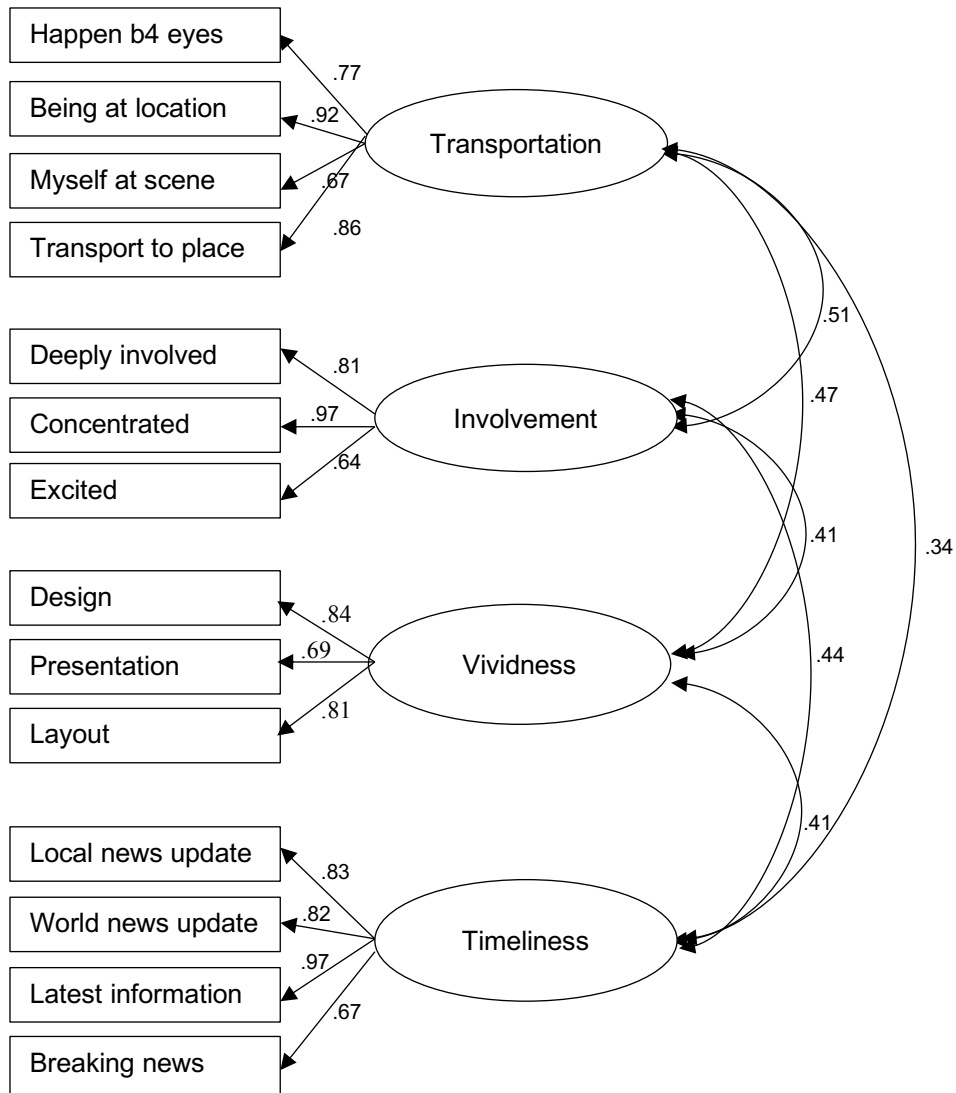 Happen b4 eyes
.77
Being at location
.92
Transportation
Myself at scene
.67
Transport to place
.86
.51
Deeply involved
.81
.47
Concentrated
.97
Involvement
Excited
.64
.41
.34
Design
.84
Presentation
.69
Vividness
.44
Layout
.81
.41
Local news update
.83
World news update
.82
Timeliness
Latest information
.97
Breaking news
.67